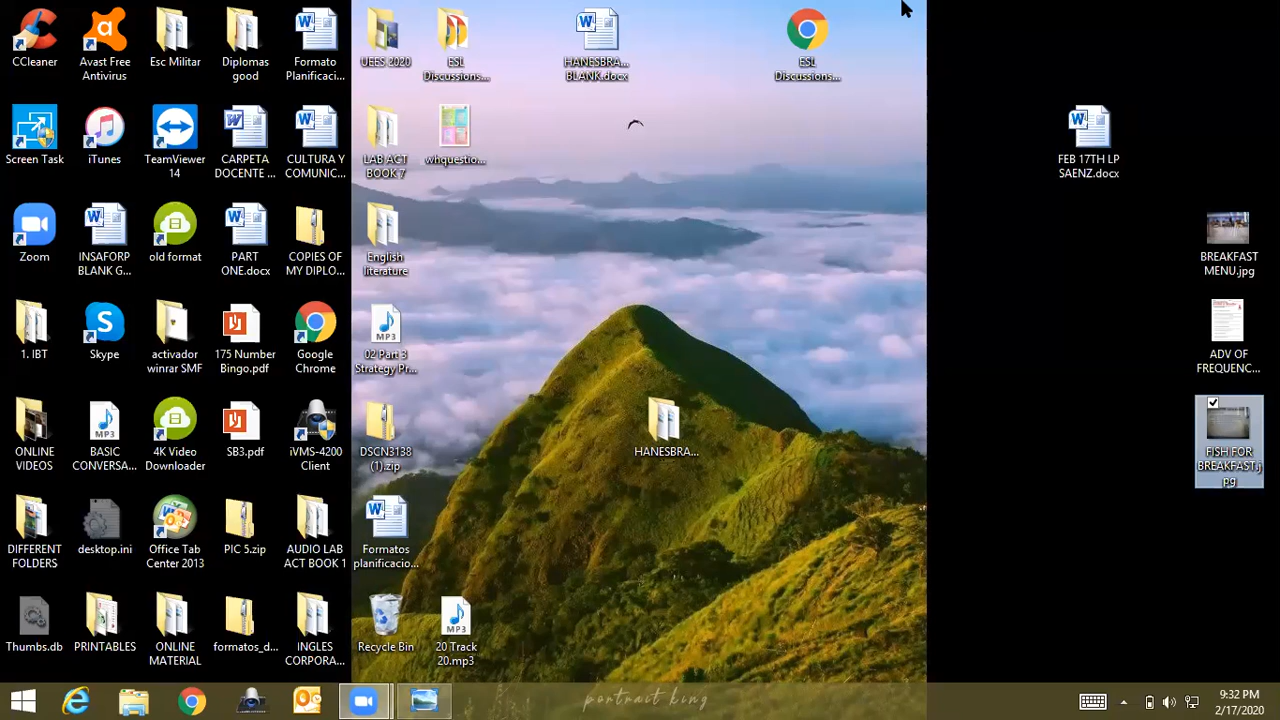 CCleaner
Avast Free
Antivirus
Esc Militar
Diplomas
good
Formato
Planificaci...
UEES 2020
ESL
Discussions...
HANESBRA...
BLANK.docx
ESL
Discussions...
Screen Task
iTunes
TeamViewer
14
CARPETA
DOCENTE ...
CULTURA Y
COMUNIC...
LAB ACT
BOOK 7
whquestio...
FEB 17TH LP
SAENZ.docx
Zoom
INSAFORP
BLANK G...
old format
PART
ONE.docx
COPIES OF
MY DIPLO...
English
literature
BREAKFAST
MENU.jpg
1. IBT
Skype
activador
winrar SMF
175 Number
Bingo.pdf
Google
Chrome
MP3
02 Part 3
Strategy Pr...
ADV OF
FREQUENC...
ONLINE
VIDEOS
MP3
BASIC
CONVERSA...
4K Video
Downloader
SB3.pdf
iVMS-4200
Client
DSCN3138
(1).zip
HANESBRA...
FISH FOR
BREAKFAST.j
pg
DIFFERENT
FOLDERS
desktop.ini
Office Tab
Center 2013
PIC 5.zip
AUDIO LAB
ACT BOOK 1
Formatos
planificacio...
Thumbs.db
PRINTABLES
ONLINE
MATERIAL
formatos_d...
INGLES
CORPORA...
Recycle Bin
MP3
20 Track
20.mp3
portrait king
9:32 PM
2/17/2020